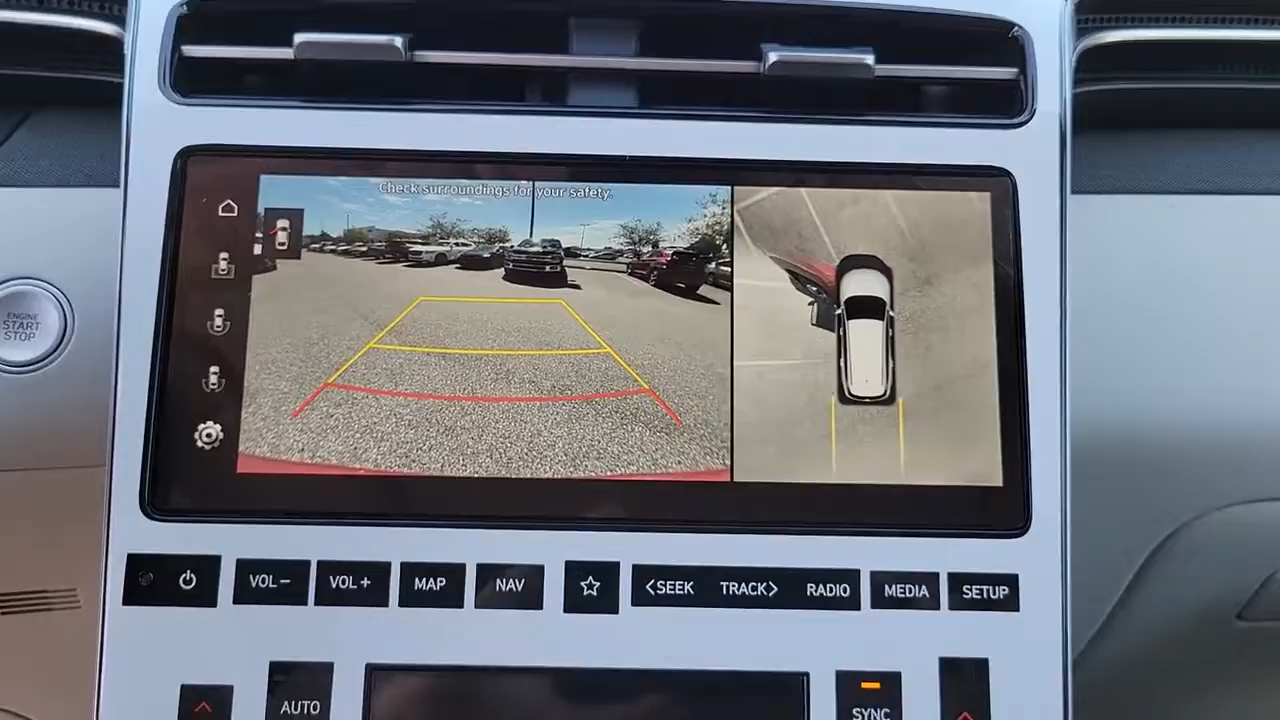 Check surroundings for your safety.
ENGINE
START
STOP
VOL− VOL+ MAP NAV <SEEK TRACK> RADIO MEDIA SETUP
AUTO SYNC